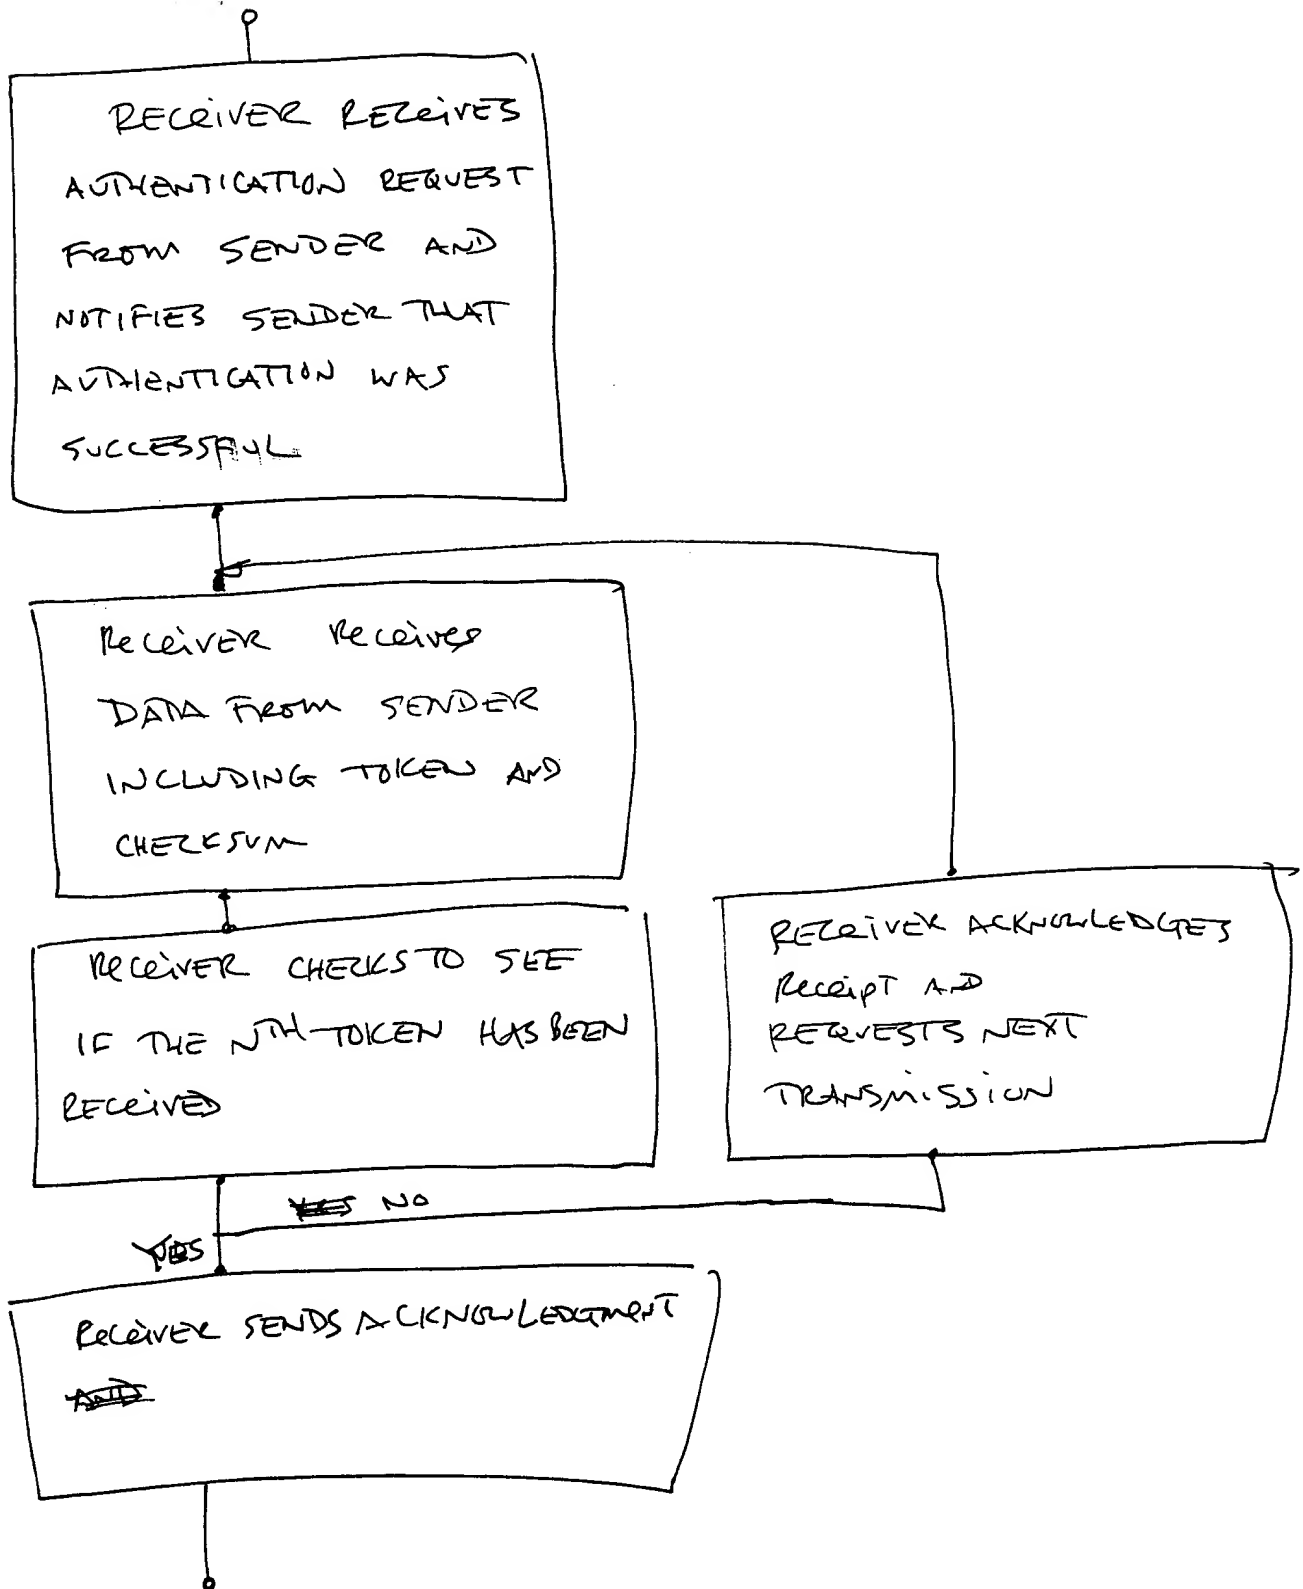 RECEIVER RECEIVES
AUTHENTICATION REQUEST
FROM SENDER AND
NOTIFIES SENDER THAT
AUTHENTICATION WAS
SUCCESSFUL
RECEIVER RECEIVES
DATA FROM SENDER
INCLUDING TOKEN AND
CHECKSUM
RECEIVER CHECKS TO SEE
IF THE NTH TOKEN HAS BEEN
RECEIVED
RECEIVER ACKNOWLEDGES
RECEIPT AND
REQUESTS NEXT
TRANSMISSION
YES NO
YES
RECEIVER SENDS ACKNOWLEDGMENT
AND